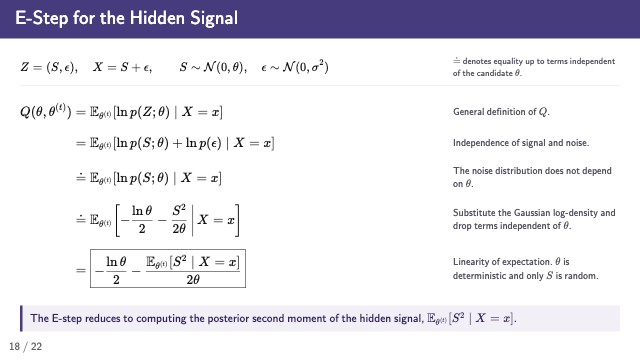 E-Step for the Hidden Signal
Z = (S, ϵ), X = S + ϵ, S ∼ 𝒩(0, θ), ϵ ∼ 𝒩(0, σ²)
≐ denotes equality up to terms independent
of the candidate θ.
Q(θ, θ^(t)) = 𝔼_θ^(t)[ln p(Z; θ) | X = x]
General definition of Q.
= 𝔼_θ^(t)[ln p(S; θ) + ln p(ϵ) | X = x]
Independence of signal and noise.
≐ 𝔼_θ^(t)[ln p(S; θ) | X = x]
The noise distribution does not depend
on θ.
≐ 𝔼_θ^(t)[−(ln θ)/2 − S²/(2θ) | X = x]
Substitute the Gaussian log-density and
drop terms independent of θ.
= −(ln θ)/2 − 𝔼_θ^(t)[S² | X = x]/(2θ)
Linearity of expectation. θ is
deterministic and only S is random.
The E-step reduces to computing the posterior second moment of the hidden signal, 𝔼_θ^(t)[S² | X = x].
18 / 22